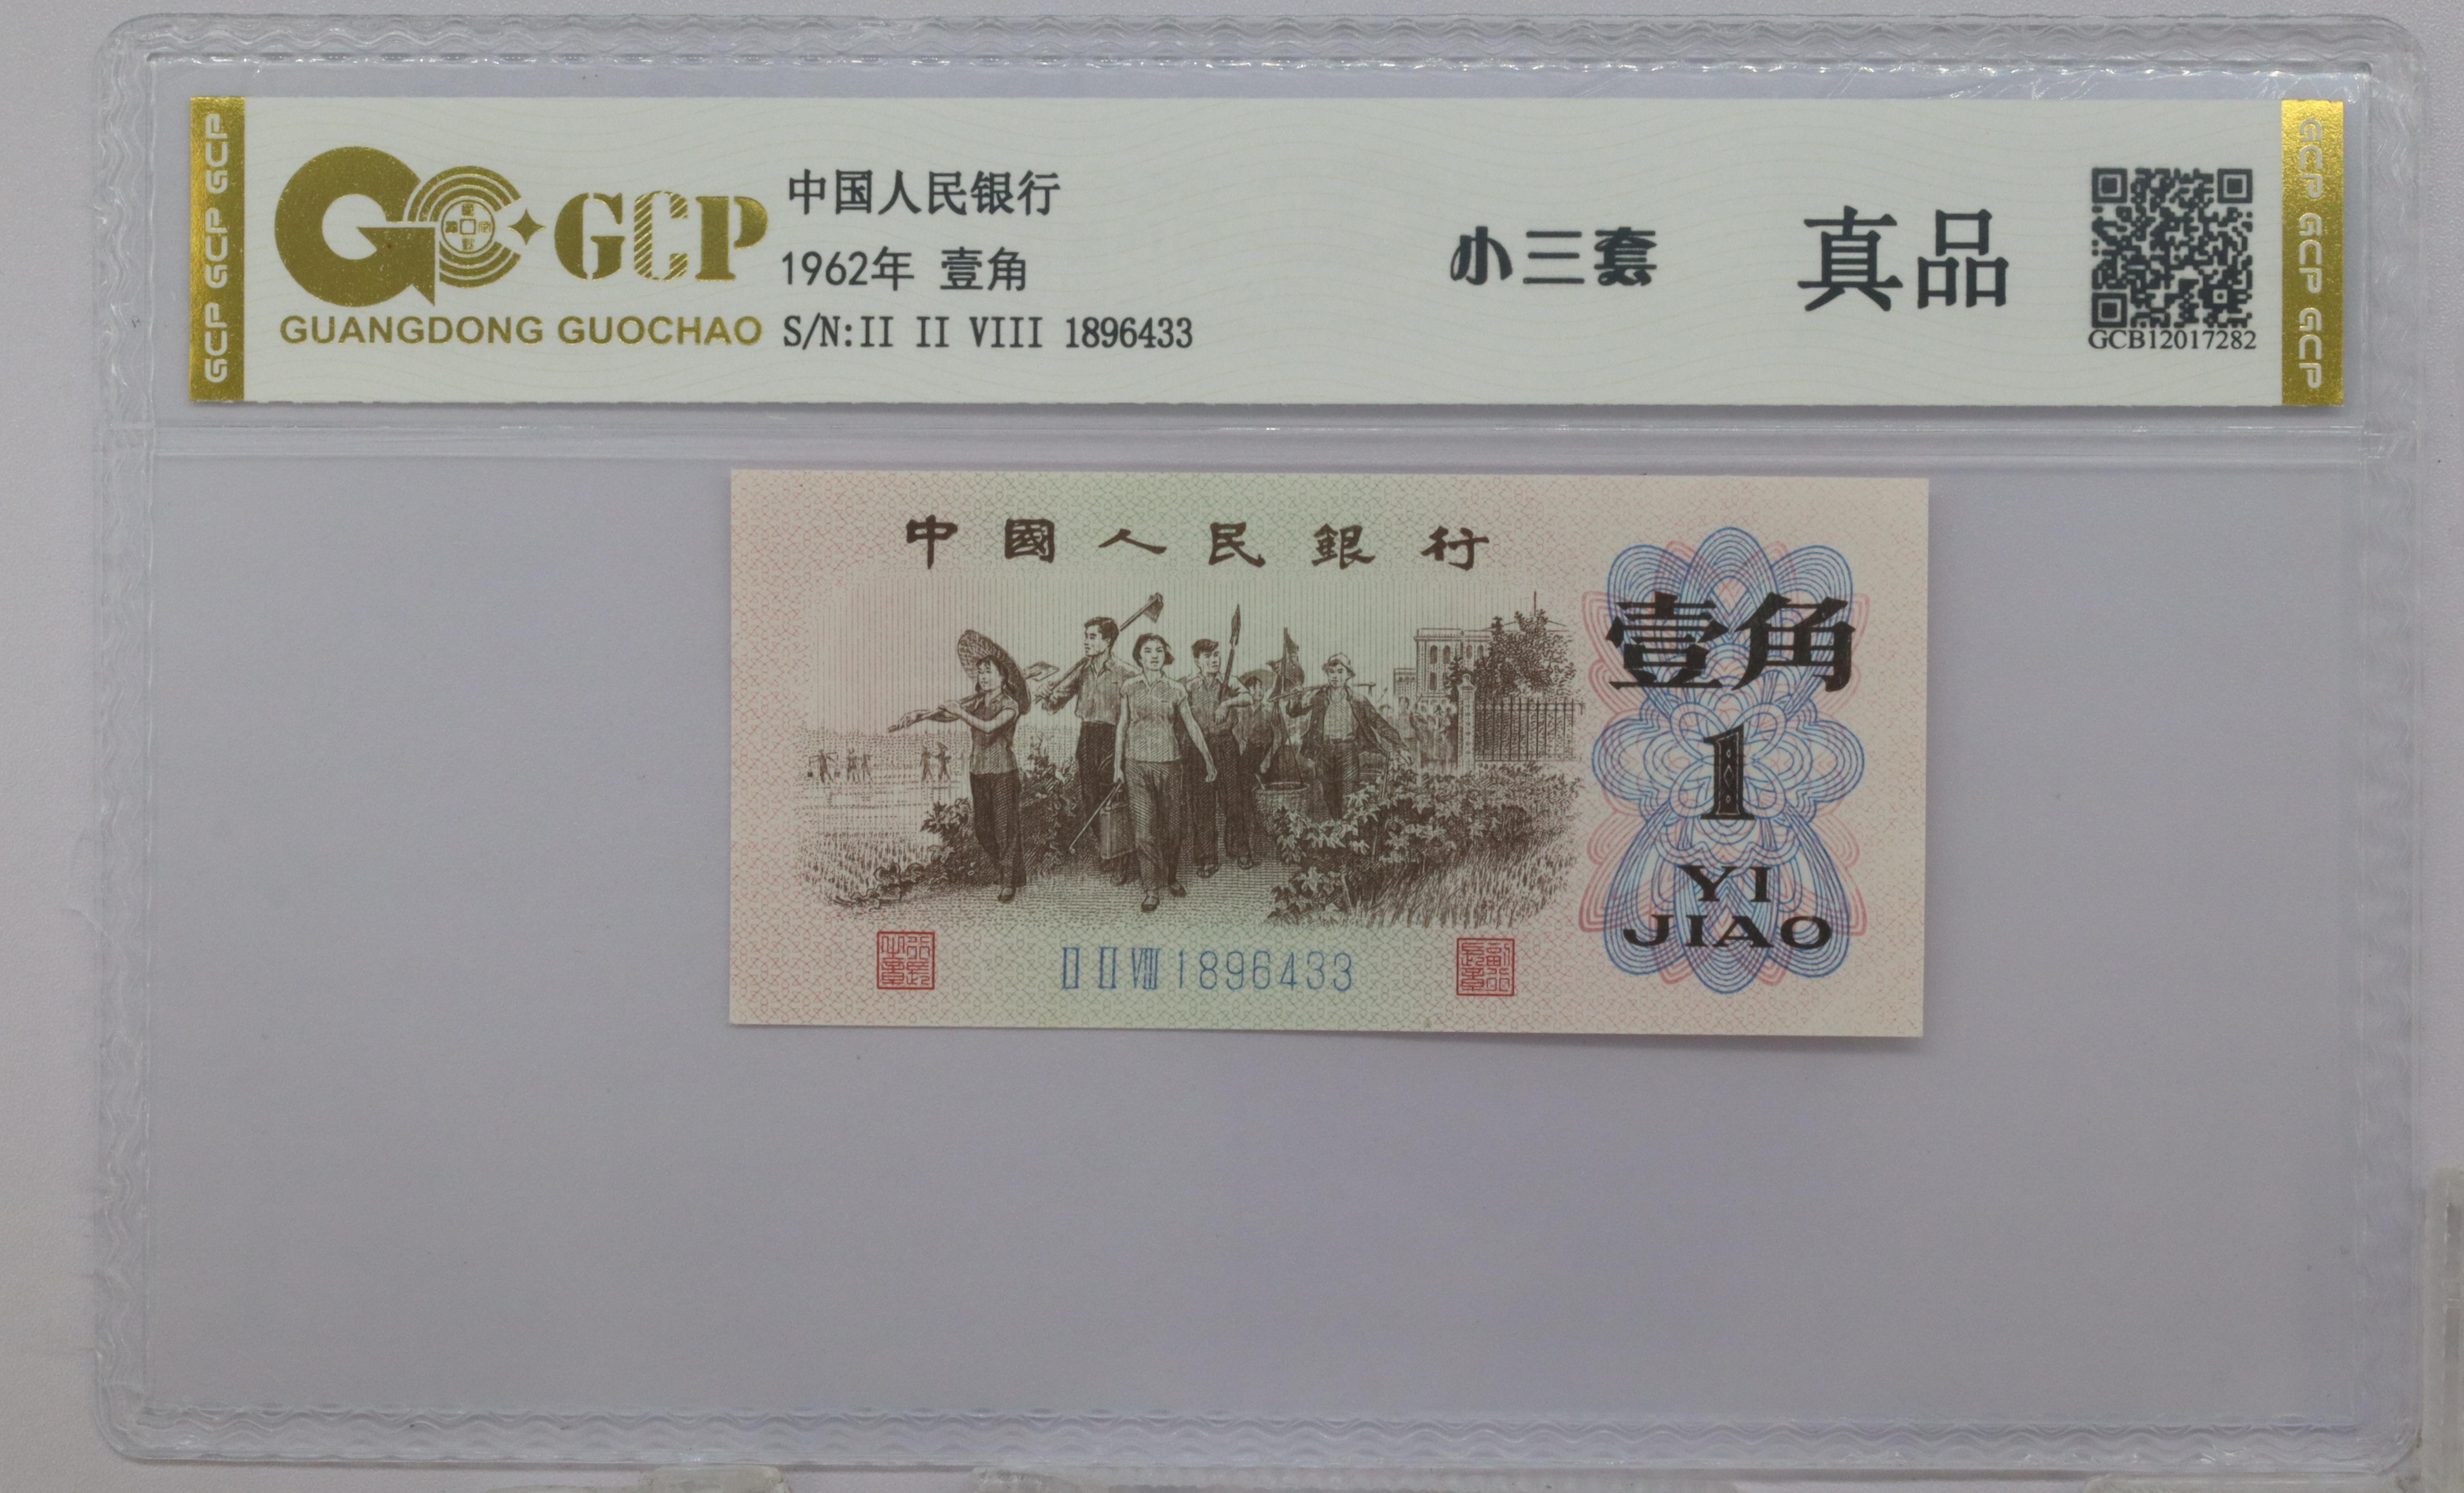 GCP GCP GCP
GCP
GUANGDONG GUOCHAO
中国人民银行
1962年 壹角
S/N:II II VIII 1896433
小三套
真品
GCB12017282
GCP GCP GCP
中國人民銀行
壹角
1
YI
JIAO
II II VIII 1896433